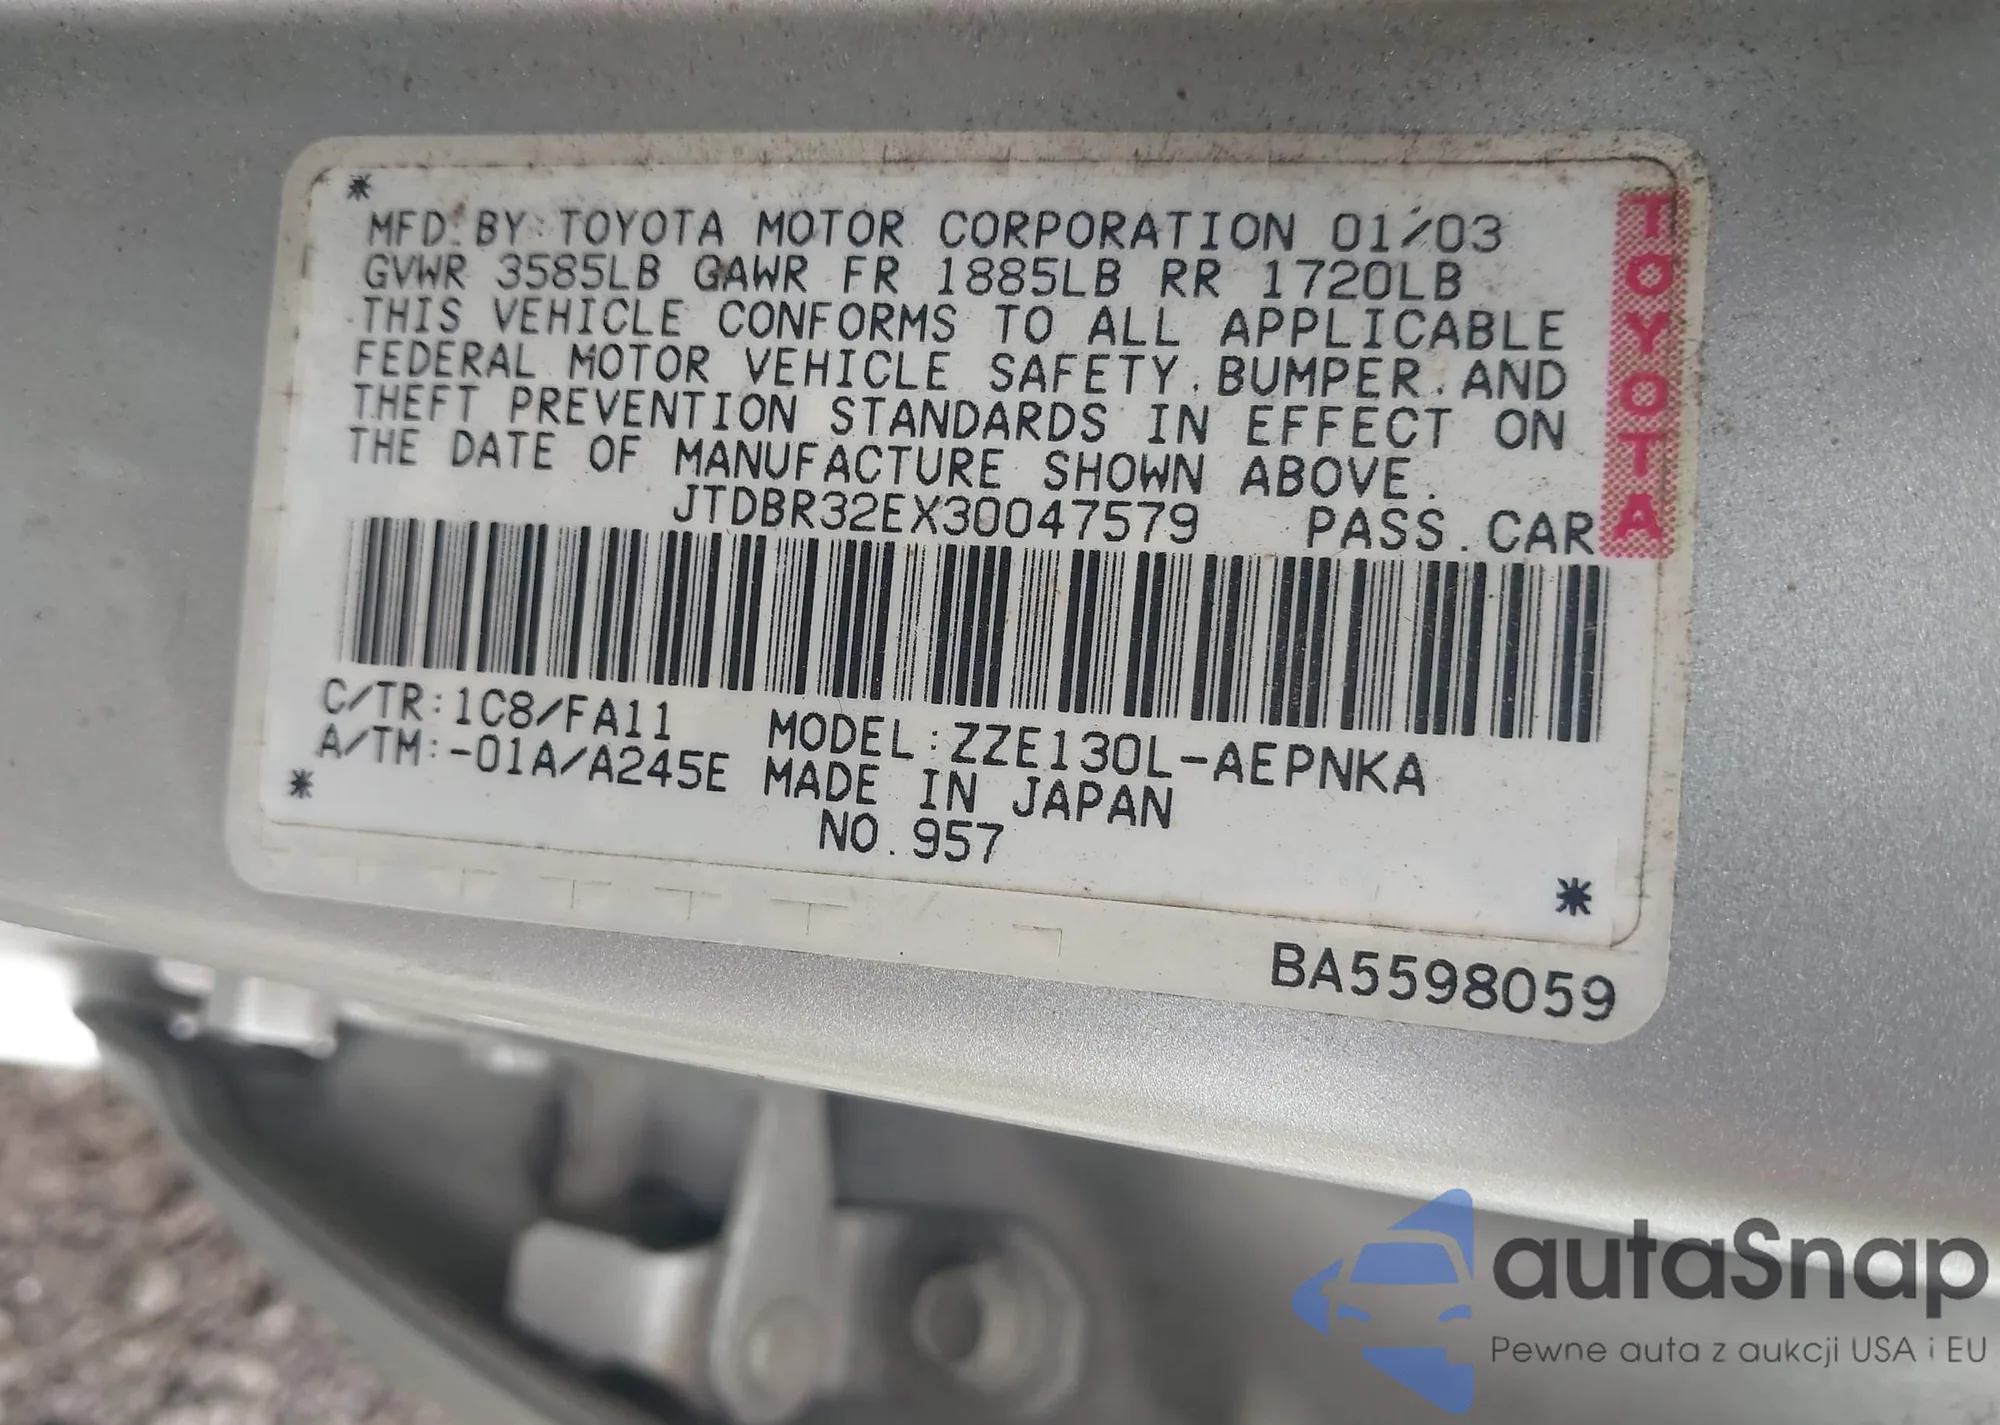 *
MFD. BY TOYOTA MOTOR CORPORATION 01/03
GVWR 3585LB GAWR FR 1885LB RR 1720LB
THIS VEHICLE CONFORMS TO ALL APPLICABLE
FEDERAL MOTOR VEHICLE SAFETY, BUMPER, AND
THEFT PREVENTION STANDARDS IN EFFECT ON
THE DATE OF MANUFACTURE SHOWN ABOVE.
JTDBR32EX30047579 PASS. CAR
TOYOTA
C/TR: 1C8/FA11 MODEL: ZZE130L-AEPNKA
A/TM: -01A/A245E MADE IN JAPAN
* NO. 957
*
BA5598059
autaSnap
Pewne auta z aukcji USA i EU